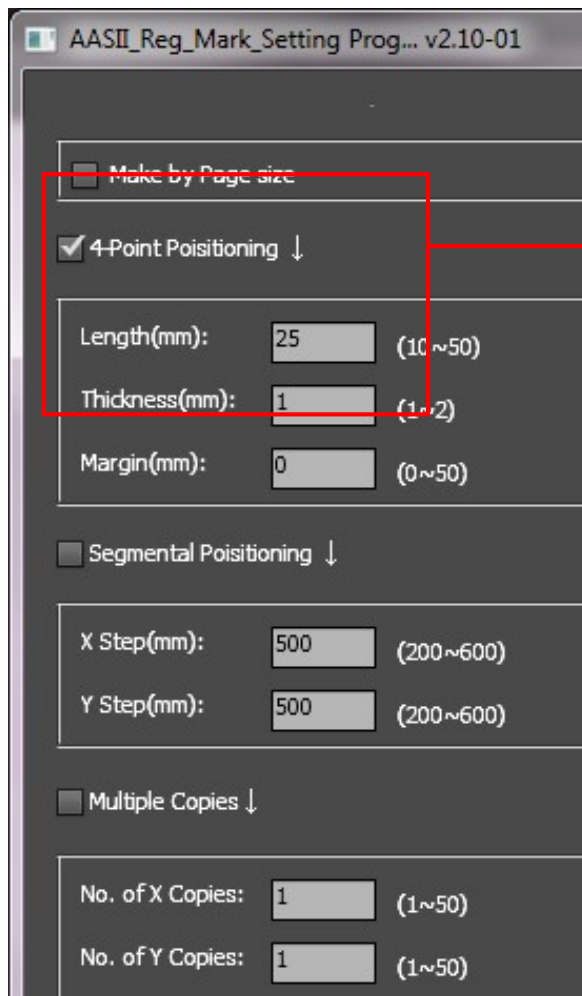 AASII_Reg_Mark_Setting Prog... v2.10-01
Make by Page size
4-Point Poisitioning ↓
Length(mm): 25 (10~50)
Thickness(mm): 1 (1~2)
Margin(mm): 0 (0~50)
Segmental Poisitioning ↓
X Step(mm): 500 (200~600)
Y Step(mm): 500 (200~600)
Multiple Copies ↓
No. of X Copies: 1 (1~50)
No. of Y Copies: 1 (1~50)